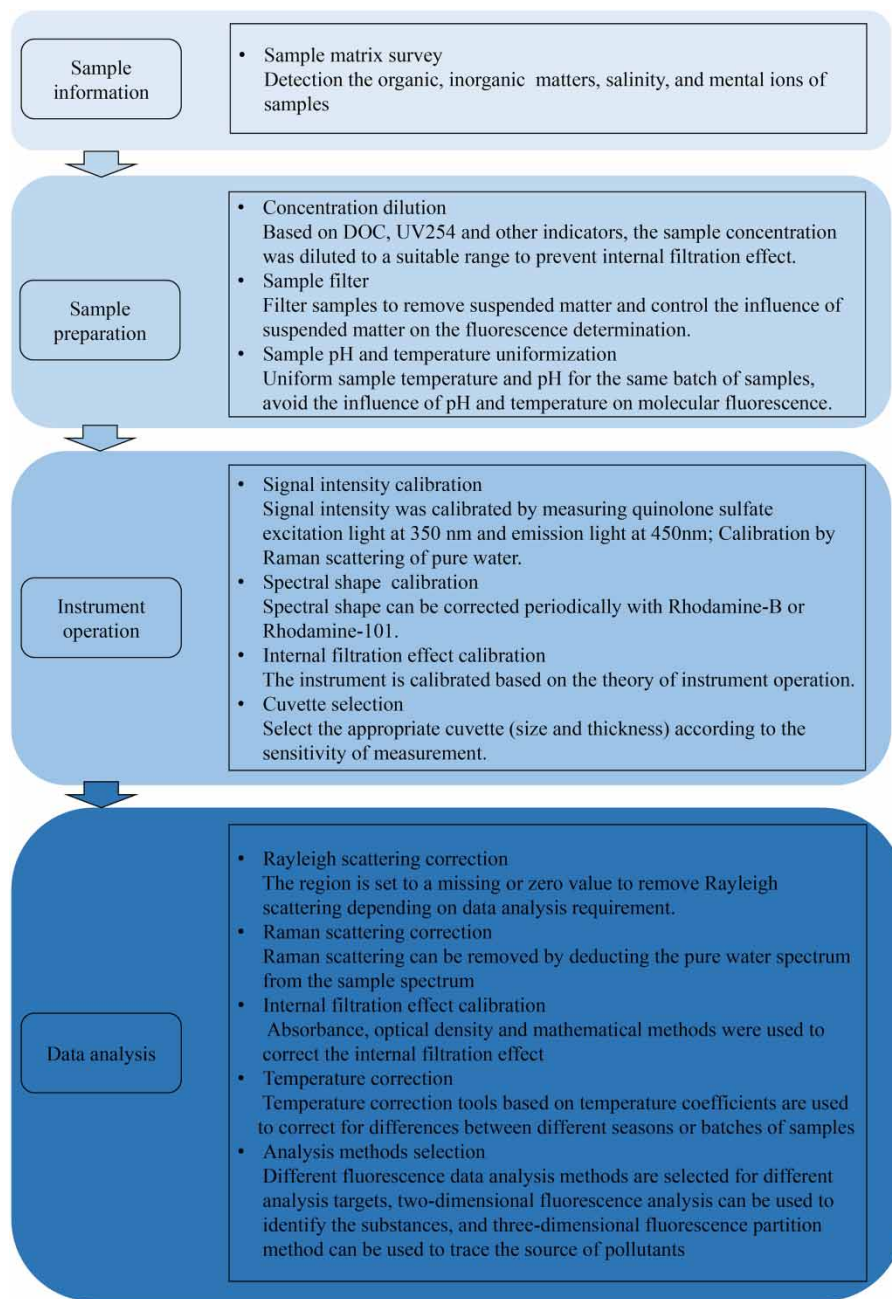 Sample
information
• Sample matrix survey
Detection the organic, inorganic matters, salinity, and mental ions of
samples
Sample
preparation
• Concentration dilution
Based on DOC, UV254 and other indicators, the sample concentration
was diluted to a suitable range to prevent internal filtration effect.
• Sample filter
Filter samples to remove suspended matter and control the influence of
suspended matter on the fluorescence determination.
• Sample pH and temperature uniformization
Uniform sample temperature and pH for the same batch of samples,
avoid the influence of pH and temperature on molecular fluorescence.
Instrument
operation
• Signal intensity calibration
Signal intensity was calibrated by measuring quinolone sulfate
excitation light at 350 nm and emission light at 450nm; Calibration by
Raman scattering of pure water.
• Spectral shape calibration
Spectral shape can be corrected periodically with Rhodamine-B or
Rhodamine-101.
• Internal filtration effect calibration
The instrument is calibrated based on the theory of instrument operation.
• Cuvette selection
Select the appropriate cuvette (size and thickness) according to the
sensitivity of measurement.
Data analysis
• Rayleigh scattering correction
The region is set to a missing or zero value to remove Rayleigh
scattering depending on data analysis requirement.
• Raman scattering correction
Raman scattering can be removed by deducting the pure water spectrum
from the sample spectrum
• Internal filtration effect calibration
Absorbance, optical density and mathematical methods were used to
correct the internal filtration effect
• Temperature correction
Temperature correction tools based on temperature coefficients are used
to correct for differences between different seasons or batches of samples
• Analysis methods selection
Different fluorescence data analysis methods are selected for different
analysis targets, two-dimensional fluorescence analysis can be used to
identify the substances, and three-dimensional fluorescence partition
method can be used to trace the source of pollutants